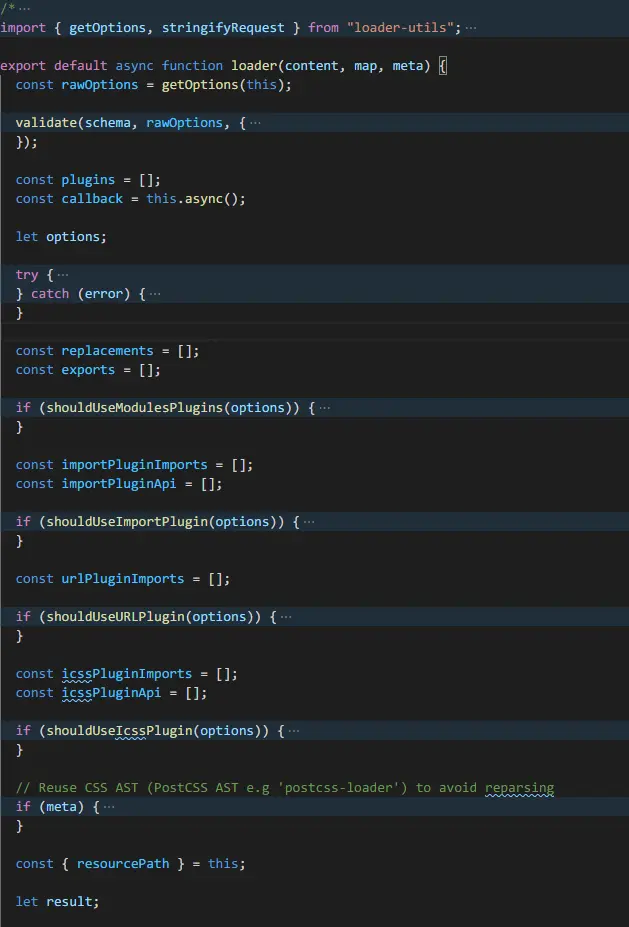 /*···
import { getOptions, stringifyRequest } from "loader-utils";···
export default async function loader(content, map, meta) {
const rawOptions = getOptions(this);
validate(schema, rawOptions, {···
});
const plugins = [];
const callback = this.async();
let options;
try {···
} catch (error) {···
}
const replacements = [];
const exports = [];
if (shouldUseModulesPlugins(options)) {···
}
const importPluginImports = [];
const importPluginApi = [];
if (shouldUseImportPlugin(options)) {···
}
const urlPluginImports = [];
if (shouldUseURLPlugin(options)) {···
}
const icssPluginImports = [];
const icssPluginApi = [];
if (shouldUseIcssPlugin(options)) {···
}
// Reuse CSS AST (PostCSS AST e.g 'postcss-loader') to avoid reparsing
if (meta) {···
}
const { resourcePath } = this;
let result;